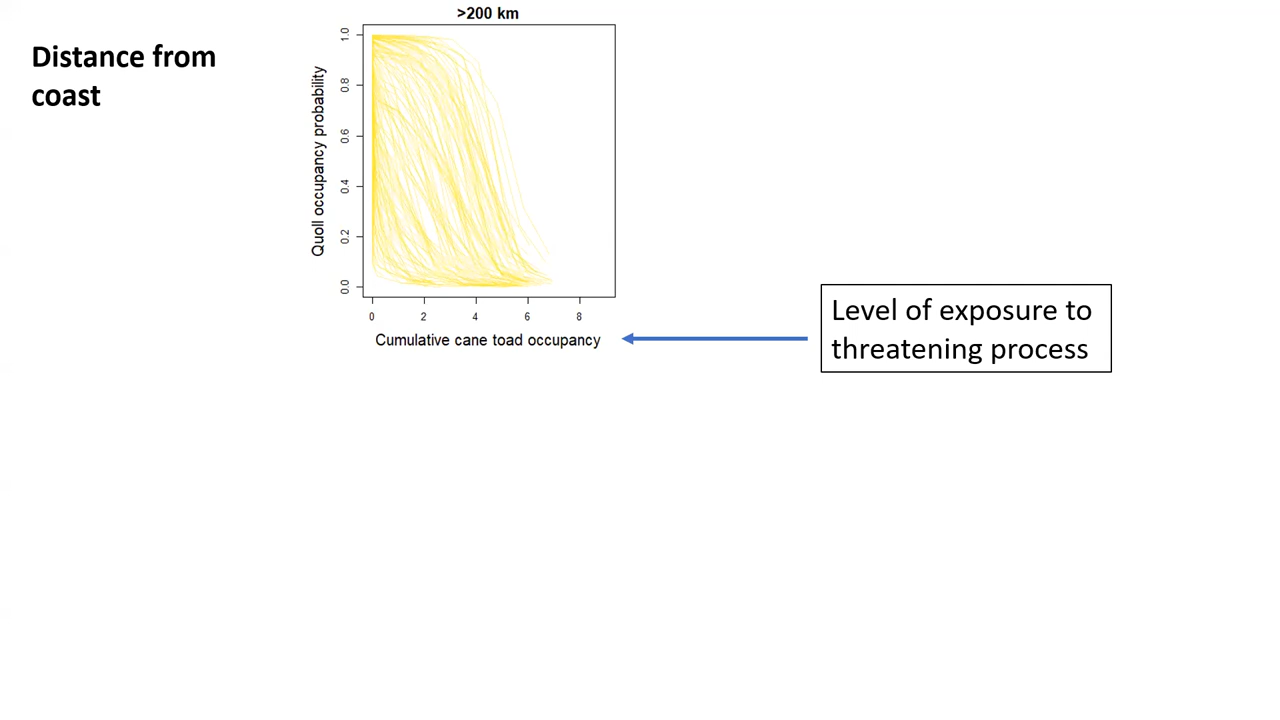 Distance from
coast
>200 km
Quoll occupancy probability
1.0
0.8
0.6
0.4
0.2
0.0
0 2 4 6 8
Cumulative cane toad occupancy
Level of exposure to
threatening process